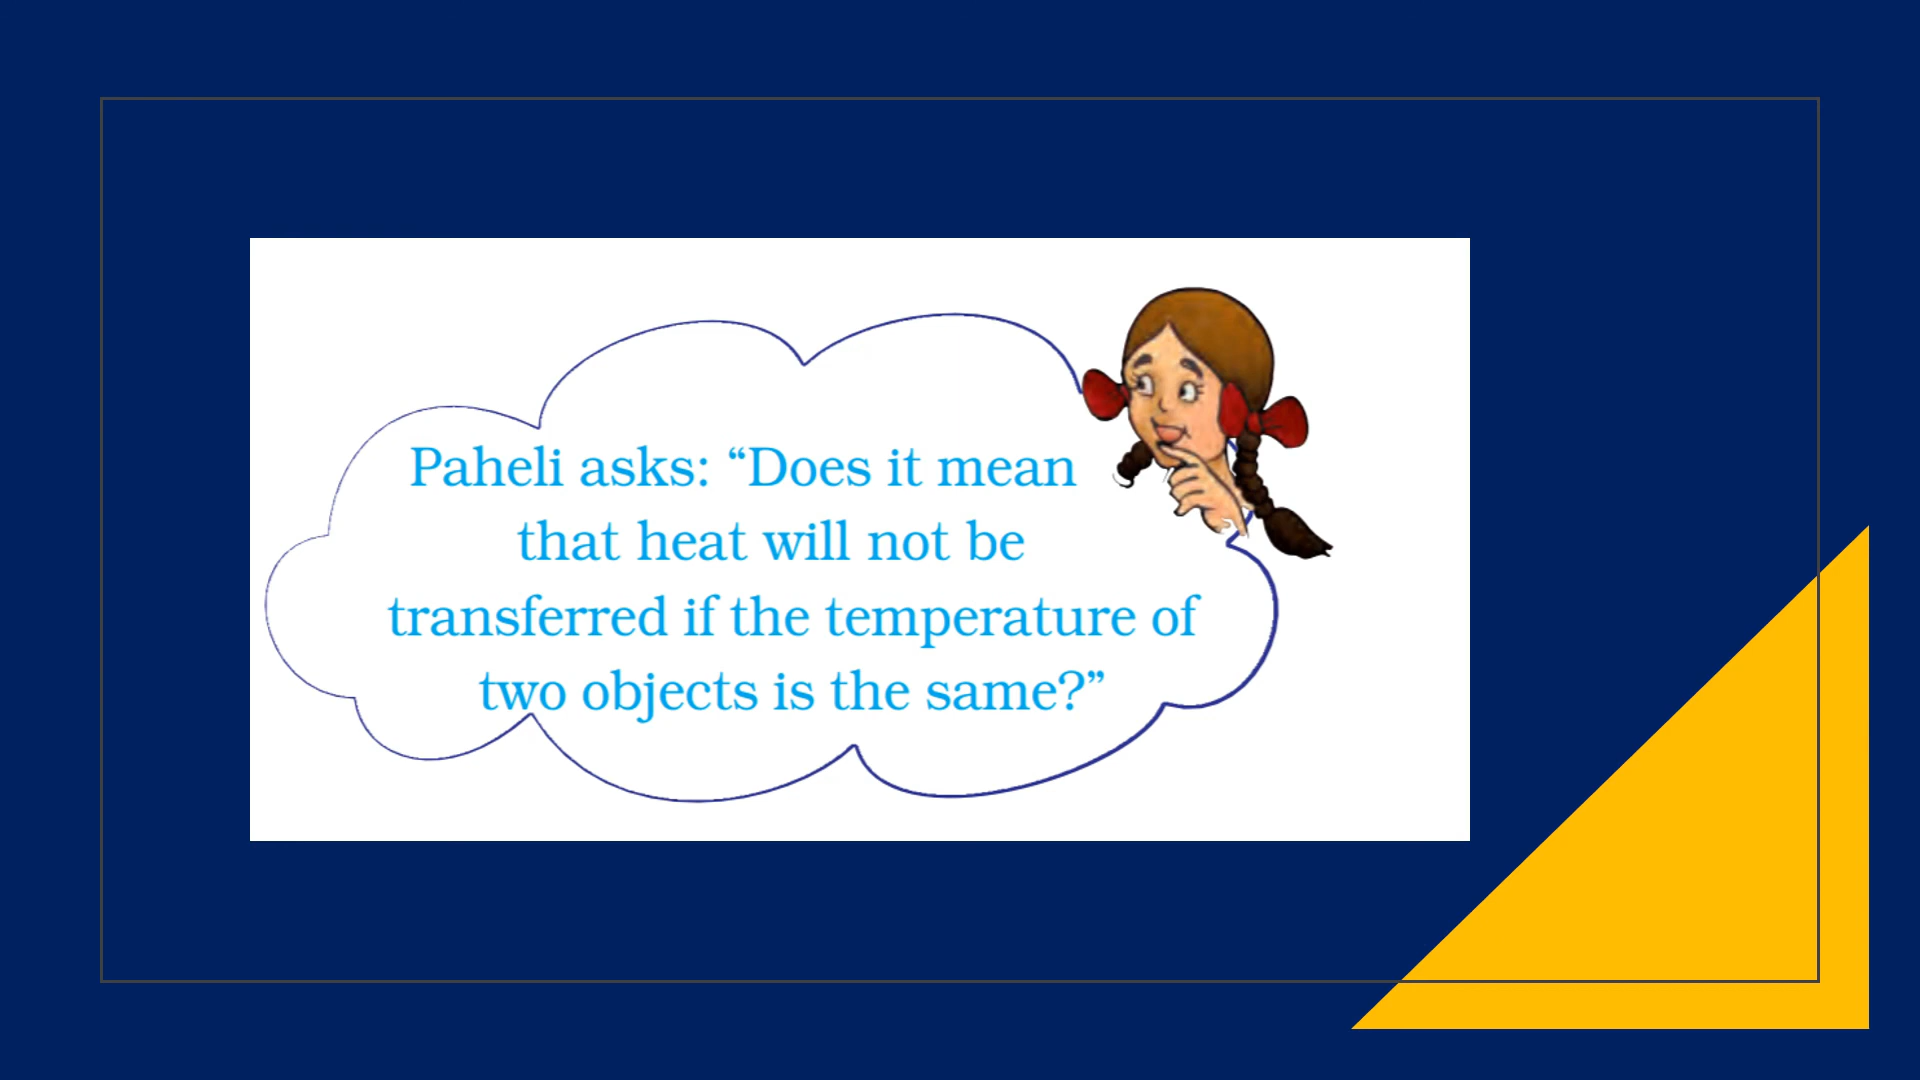 Paheli asks: “Does it mean
that heat will not be
transferred if the temperature of
two objects is the same?”